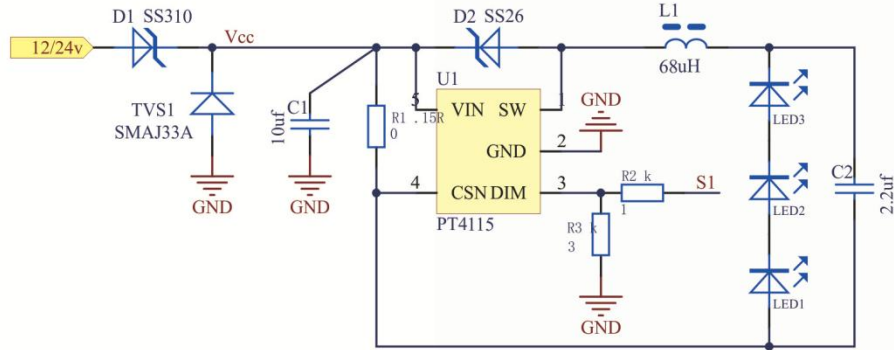 D1 SS310
D2 SS26
L1
12/24v
Vcc
68uH
U1
TVS1
SMAJ33A
C1
10uf
R1 .15R
0
5
VIN
SW
1
GND
GND
2
LED3
4
CSN
DIM
3
R2 k
1
S1
C2
2.2uf
LED2
GND
GND
PT4115
R3 k
3
GND
LED1